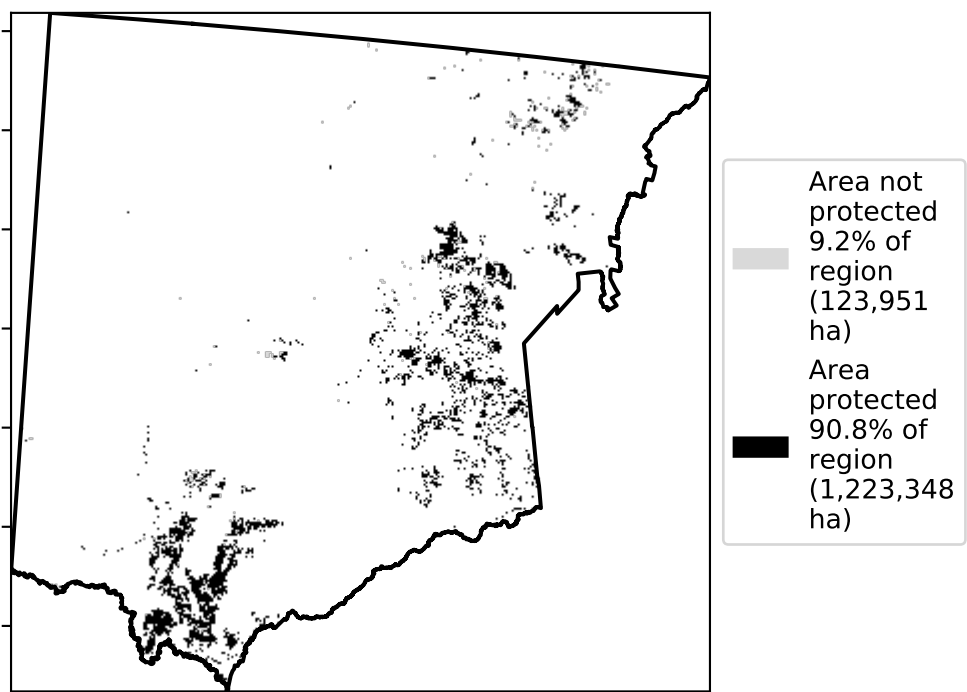 Area not
protected
9.2% of
region
(123,951
ha)
Area
protected
90.8% of
region
(1,223,348
ha)